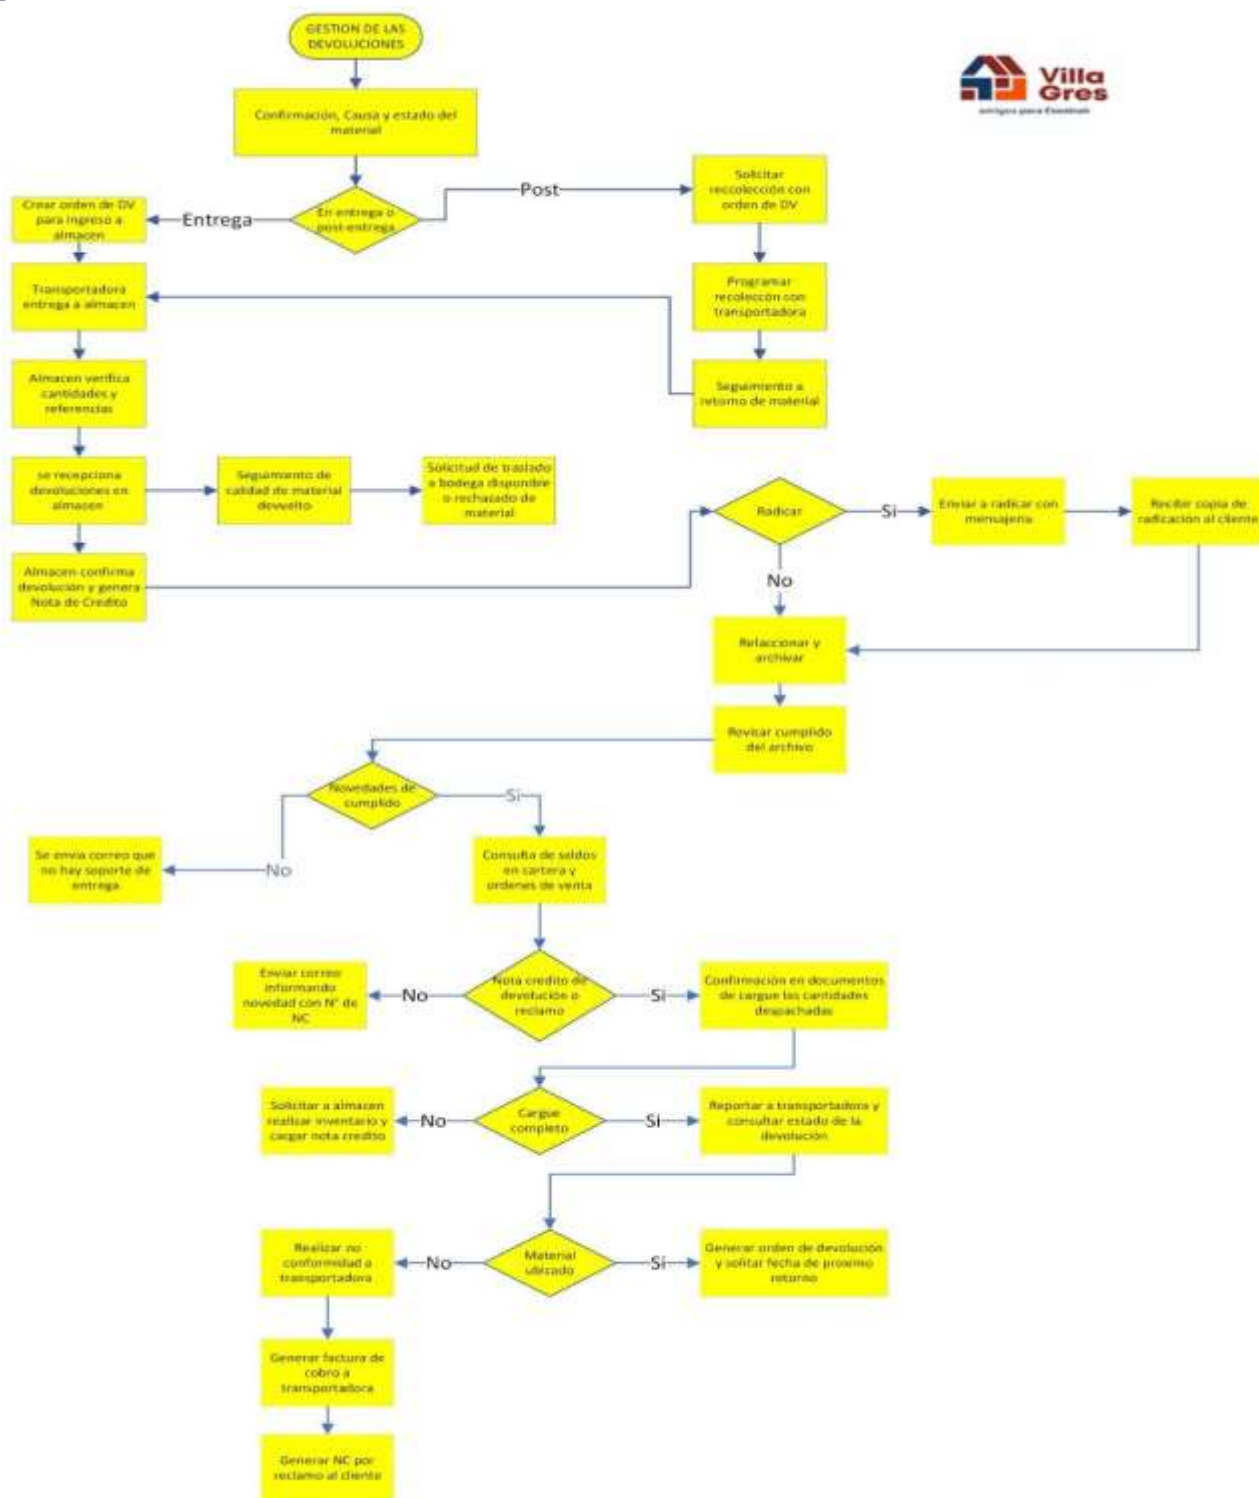 GESTION DE LAS
DEVOLUCIONES
Villa
Gres
amigos para Construir
Confirmación, Causa y estado del
material
En entrega o
post-entrega
Post
Solicitar
reccolección con
orden de DV
Entrega
Crear orden de DV
para ingreso a
almacen
Transportadora
entrega a almacen
Programar
recoleccón con
transportadora
Almacen verifica
cantidades y
referencias
Seguimiento a
retorno de material
se recepciona
devoluciones en
almacen
Seguimiento de
calidad de material
devuelto
Solicitud de traslado
a bodega disponible
o rechazado de
material
Radicar
Si
Enviar a radicar con
mensajeria
Recibir copia de
radicación al cliente
Almacen confirma
devolución y genera
Nota de Credito
No
Relaccionar y
archivar
Revisar cumplido
del archivo
Novedades de
cumplido
Si
No
Se envia correo que
no hay soporte de
entrega
Consulta de saldos
en cartera y
ordenes de venta
Nota credito de
devolución o
reclamo
No
Enviar correo
informando
novedad con N° de
NC
Si
Confirmación en documentos
de cargue las cantidades
despachadas
Cargue
completo
No
Solicitar a almacen
realizar inventario y
cargar nota credito
Si
Reportar a transportadora y
consultar estado de la
devolución
Material
ubicado
No
Realizar no
conformidad a
transportadora
Si
Generar orden de devolución
y solitar fecha de proximo
retorno
Generar factura de
cobro a
transportadora
Generar NC por
reclamo al cliente